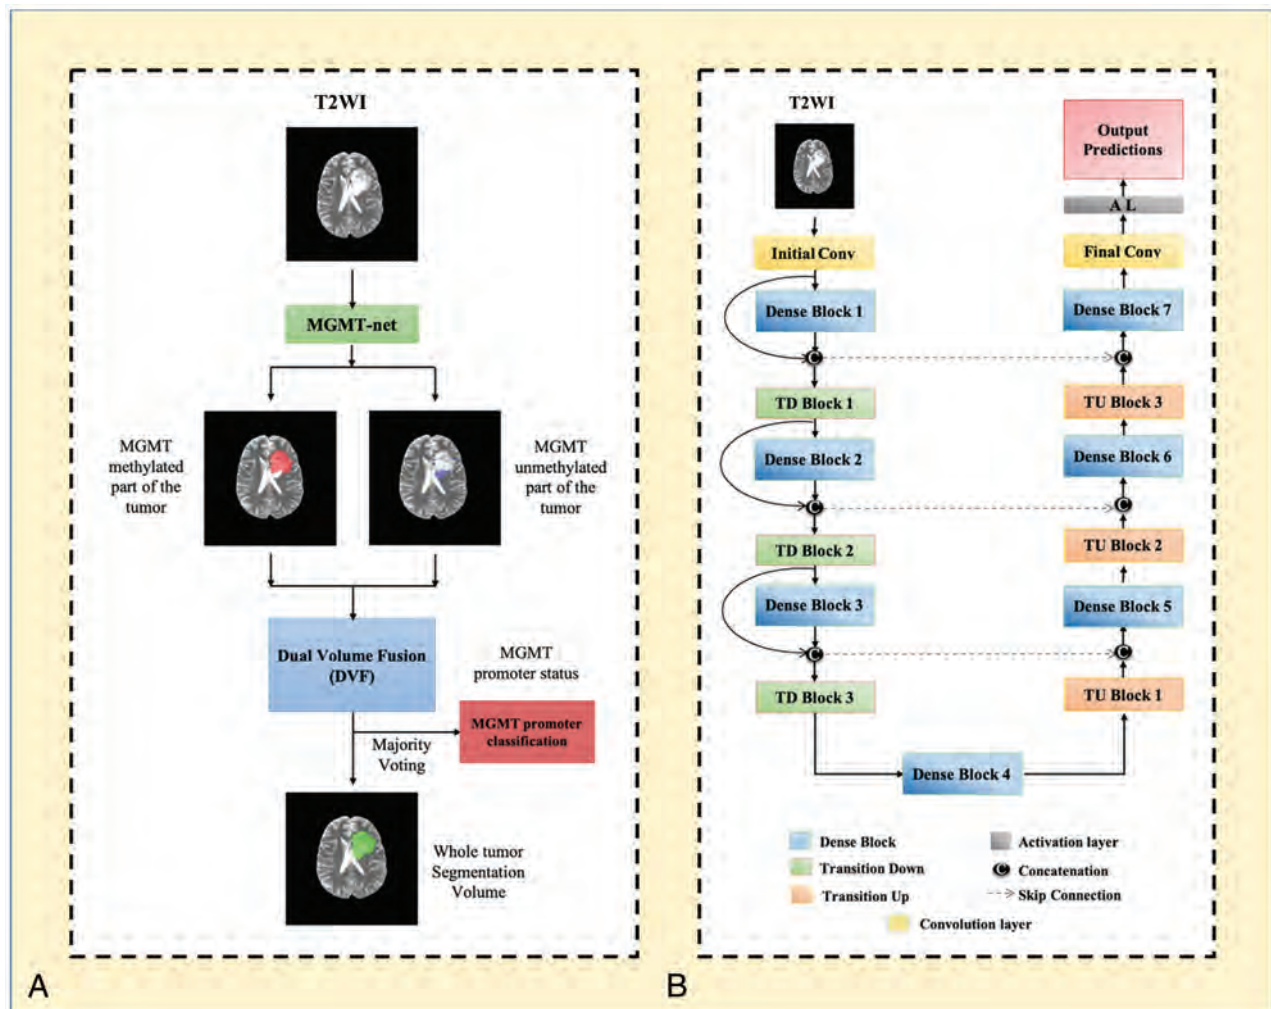 T2WI
MGMT-net
MGMT
methylated
part of the
tumor
MGMT
unmethylated
part of the
tumor
Dual Volume Fusion
(DVF)
MGMT
promoter status
MGMT promoter
classification
Majority
Voting
Whole tumor
Segmentation
Volume
A
T2WI
Initial Conv
Dense Block 1
C
TD Block 1
Dense Block 2
C
TD Block 2
Dense Block 3
C
TD Block 3
Dense Block 4
TU Block 1
C
Dense Block 5
TU Block 2
C
Dense Block 6
TU Block 3
C
Dense Block 7
Final Conv
A L
Output
Predictions
Dense Block
Transition Down
Transition Up
Activation layer
C Concatenation
Skip Connection
Convolution layer
B